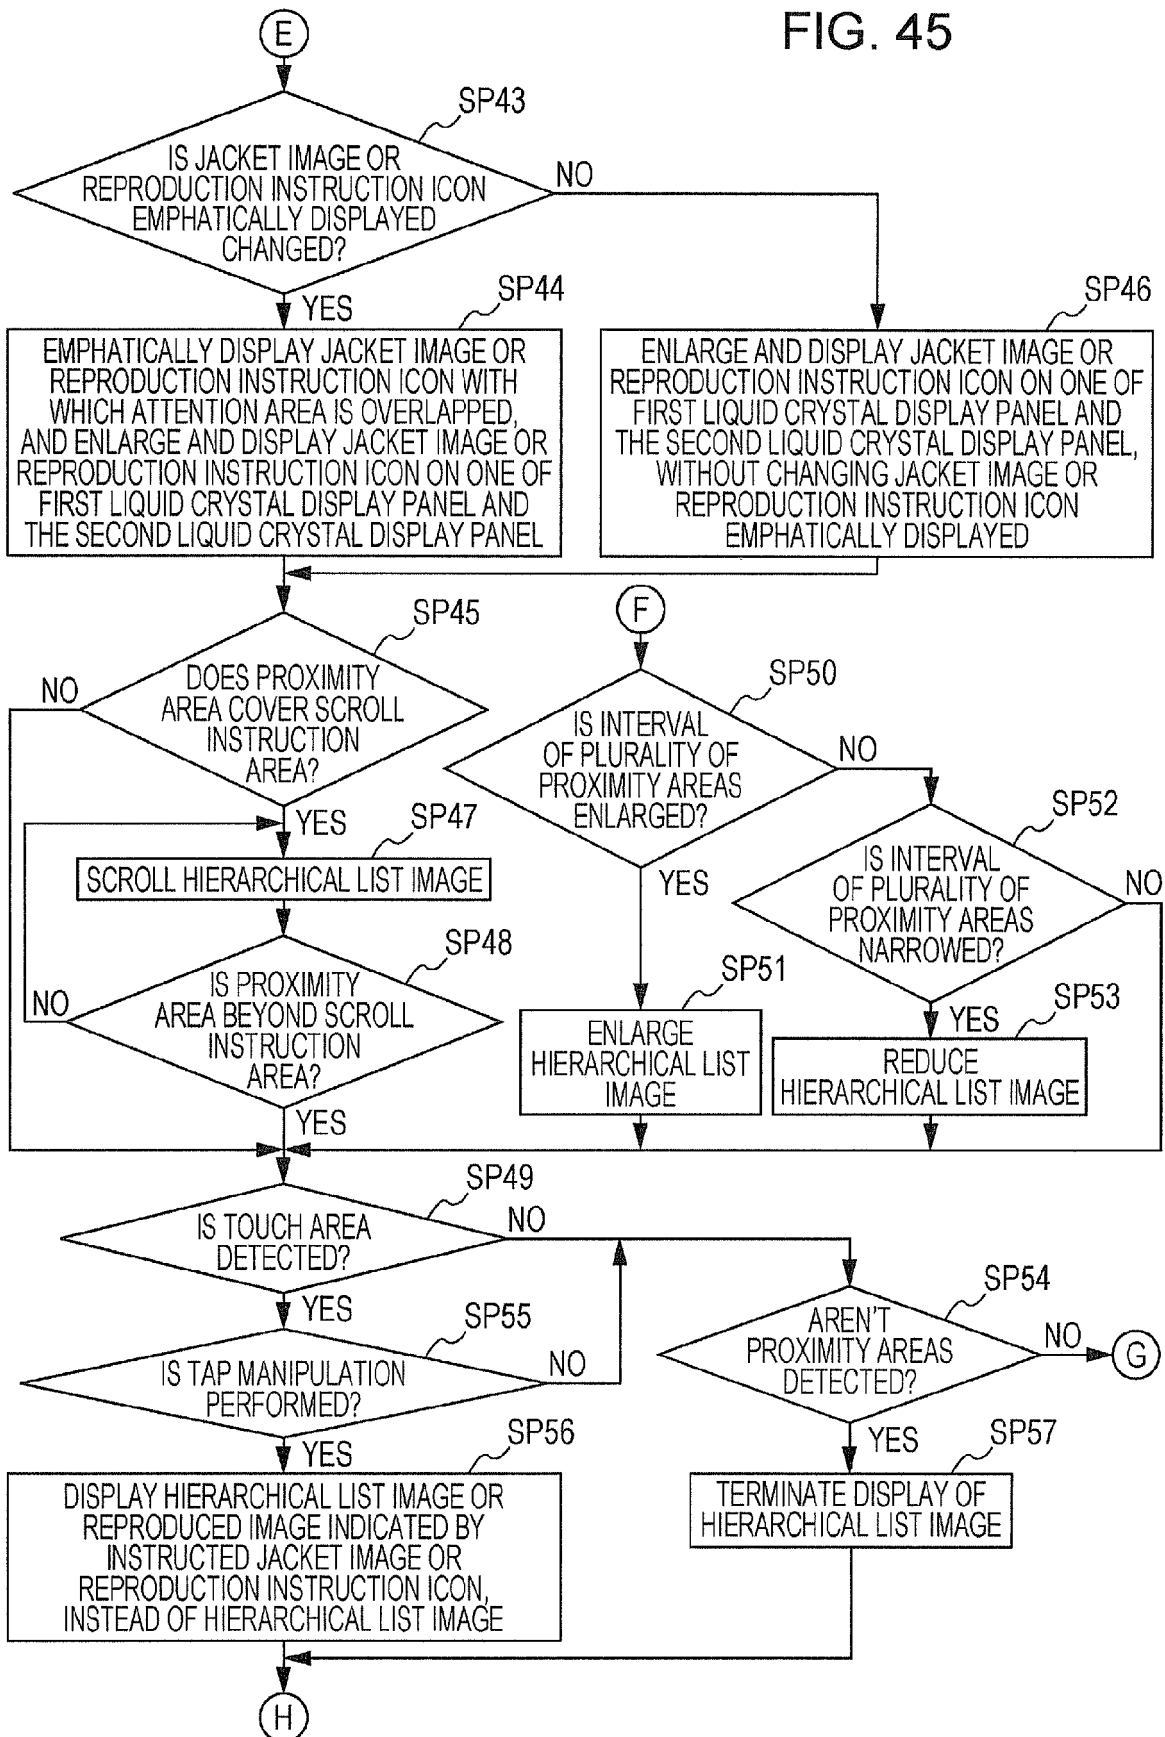 FIG. 45
E
SP43
IS JACKET IMAGE OR
REPRODUCTION INSTRUCTION ICON
EMPHATICALLY DISPLAYED
CHANGED?
NO
YES
SP44
EMPHATICALLY DISPLAY JACKET IMAGE OR
REPRODUCTION INSTRUCTION ICON WITH
WHICH ATTENTION AREA IS OVERLAPPED,
AND ENLARGE AND DISPLAY JACKET IMAGE OR
REPRODUCTION INSTRUCTION ICON ON ONE OF
FIRST LIQUID CRYSTAL DISPLAY PANEL AND
THE SECOND LIQUID CRYSTAL DISPLAY PANEL
SP46
ENLARGE AND DISPLAY JACKET IMAGE OR
REPRODUCTION INSTRUCTION ICON ON ONE OF
FIRST LIQUID CRYSTAL DISPLAY PANEL AND
THE SECOND LIQUID CRYSTAL DISPLAY PANEL,
WITHOUT CHANGING JACKET IMAGE OR
REPRODUCTION INSTRUCTION ICON
EMPHATICALLY DISPLAYED
SP45
DOES PROXIMITY
AREA COVER SCROLL
INSTRUCTION
AREA?
NO
YES
SP47
SCROLL HIERARCHICAL LIST IMAGE
SP48
IS PROXIMITY
AREA BEYOND SCROLL
INSTRUCTION
AREA?
NO
YES
F
SP50
IS INTERVAL
OF PLURALITY OF
PROXIMITY AREAS
ENLARGED?
NO
YES
SP52
IS INTERVAL
OF PLURALITY OF
PROXIMITY AREAS
NARROWED?
NO
YES
SP51
ENLARGE
HIERARCHICAL LIST
IMAGE
SP53
REDUCE
HIERARCHICAL LIST IMAGE
SP49
IS TOUCH AREA
DETECTED?
NO
YES
SP55
IS TAP MANIPULATION
PERFORMED?
NO
YES
SP54
AREN'T
PROXIMITY AREAS
DETECTED?
NO
G
YES
SP56
DISPLAY HIERARCHICAL LIST IMAGE OR
REPRODUCED IMAGE INDICATED BY
INSTRUCTED JACKET IMAGE OR
REPRODUCTION INSTRUCTION ICON,
INSTEAD OF HIERARCHICAL LIST IMAGE
SP57
TERMINATE DISPLAY OF
HIERARCHICAL LIST IMAGE
H